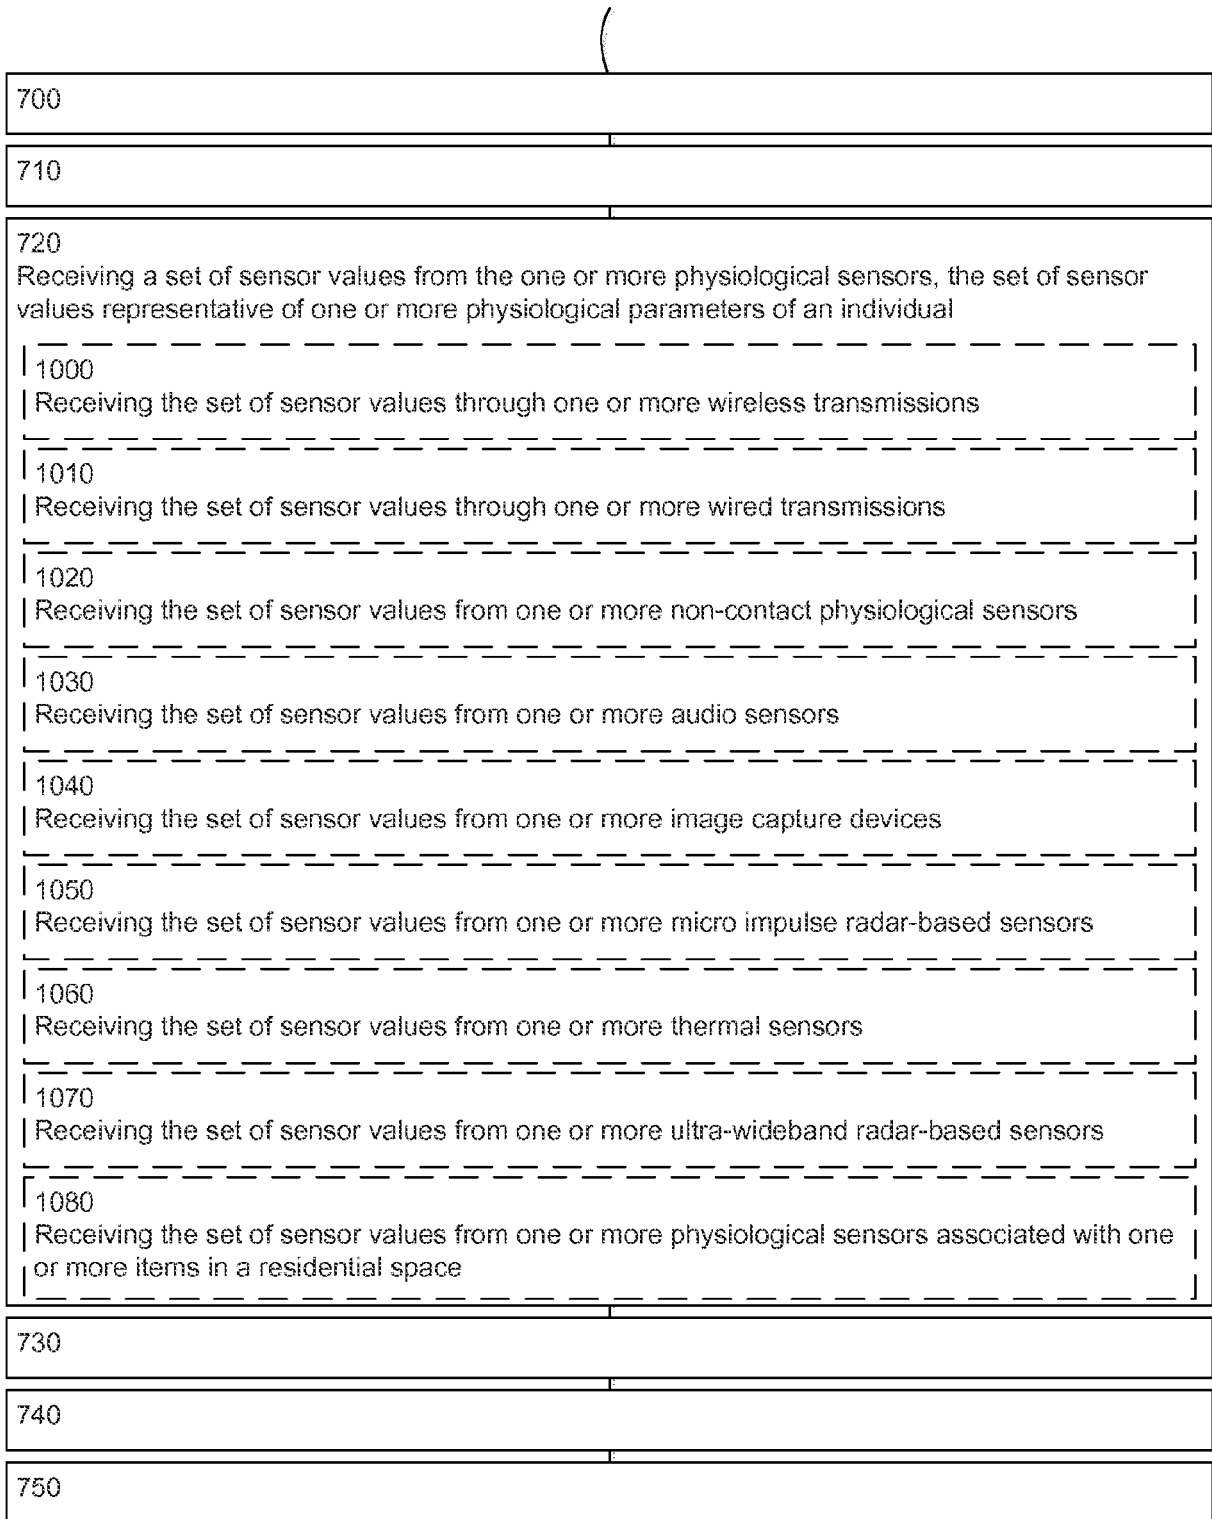 700
710
720
Receiving a set of sensor values from the one or more physiological sensors, the set of sensor
values representative of one or more physiological parameters of an individual
1000
Receiving the set of sensor values through one or more wireless transmissions
1010
Receiving the set of sensor values through one or more wired transmissions
1020
Receiving the set of sensor values from one or more non-contact physiological sensors
1030
Receiving the set of sensor values from one or more audio sensors
1040
Receiving the set of sensor values from one or more image capture devices
1050
Receiving the set of sensor values from one or more micro impulse radar-based sensors
1060
Receiving the set of sensor values from one or more thermal sensors
1070
Receiving the set of sensor values from one or more ultra-wideband radar-based sensors
1080
Receiving the set of sensor values from one or more physiological sensors associated with one
or more items in a residential space
730
740
750